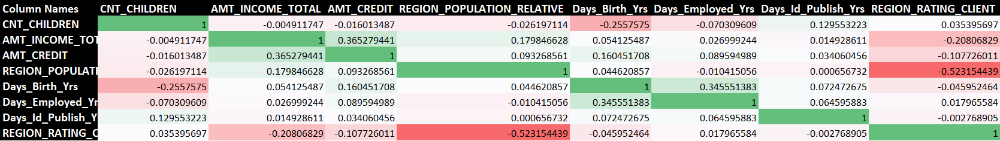 Column Names CNT_CHILDREN AMT_INCOME_TOTAL AMT_CREDIT REGION_POPULATION_RELATIVE Days_Birth_Yrs Days_Employed_Yrs Days_Id_Publish_Yrs REGION_RATING_CLIENT
CNT_CHILDREN 1 -0.004911747 -0.016013487 -0.026197114 -0.2557575 -0.070309609 0.129553223 0.035395697
AMT_INCOME_TOT -0.004911747 1 0.365279441 0.179846628 0.054125487 0.026999244 0.014928611 -0.20806829
AMT_CREDIT -0.016013487 0.365279441 1 0.093268561 0.160451708 0.089594989 0.034060456 -0.107726011
REGION_POPULATI -0.026197114 0.179846628 0.093268561 1 0.044620857 -0.010415056 0.000656732 -0.523154439
Days_Birth_Yrs -0.2557575 0.054125487 0.160451708 0.044620857 1 0.345551383 0.072472675 -0.045952464
Days_Employed_Yr -0.070309609 0.026999244 0.089594989 -0.010415056 0.345551383 1 0.064595883 0.017965584
Days_Id_Publish_Y 0.129553223 0.014928611 0.034060456 0.000656732 0.072472675 0.064595883 1 -0.002768905
REGION_RATING_C 0.035395697 -0.20806829 -0.107726011 -0.523154439 -0.045952464 0.017965584 -0.002768905 1